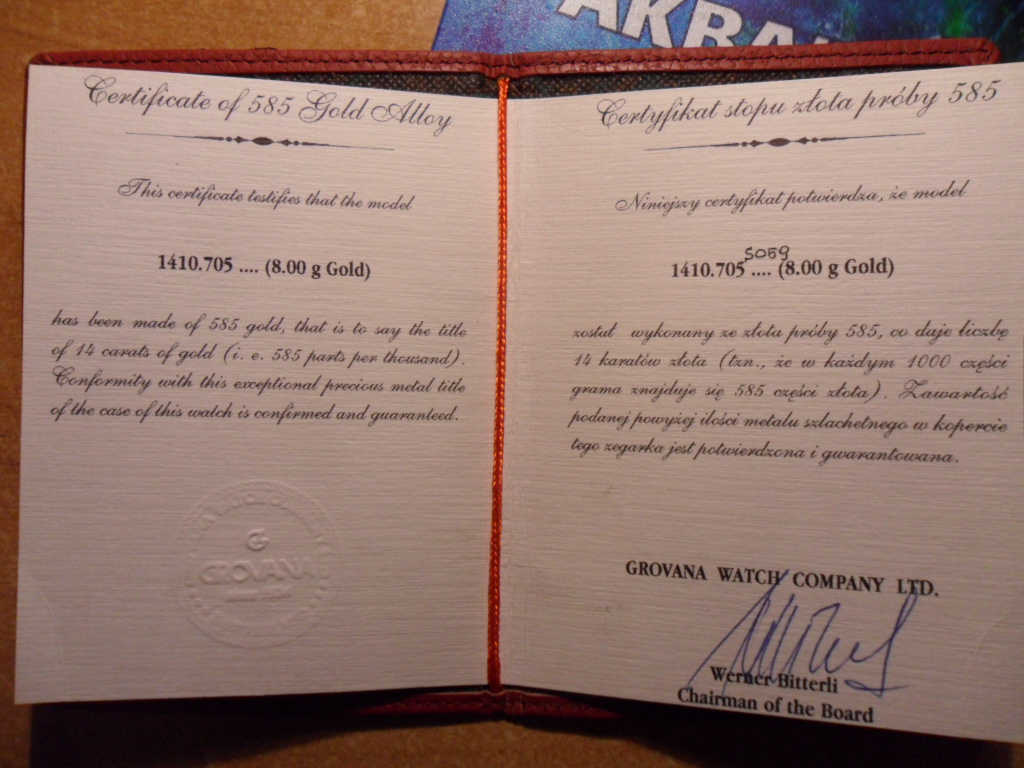 AKBA
Certificate of 585 Gold Alloy
This certificate testifies that the model
1410.705 .... (8.00 g Gold)
has been made of 585 gold, that is to say the title
of 14 carats of gold (i. e. 585 parts per thousand).
Conformity with this exceptional precious metal title
of the case of this watch is confirmed and guaranteed.
G
GROVANA
Certyfikat stopu złota próby 585
Niniejszy certyfikat potwierdza, że model
5059
1410.705 .... (8.00 g Gold)
został wykonany ze złota próby 585, co daje liczbę
14 karatów złota (tzn., że w każdym 1000 części
grama znajduje się 585 części złota). Zawartość
podanej powyżej ilości metalu szlachetnego w kopercie
tego zegarka jest potwierdzona i gwarantowana.
GROVANA WATCH COMPANY LTD.
Werner Bitterli
Chairman of the Board